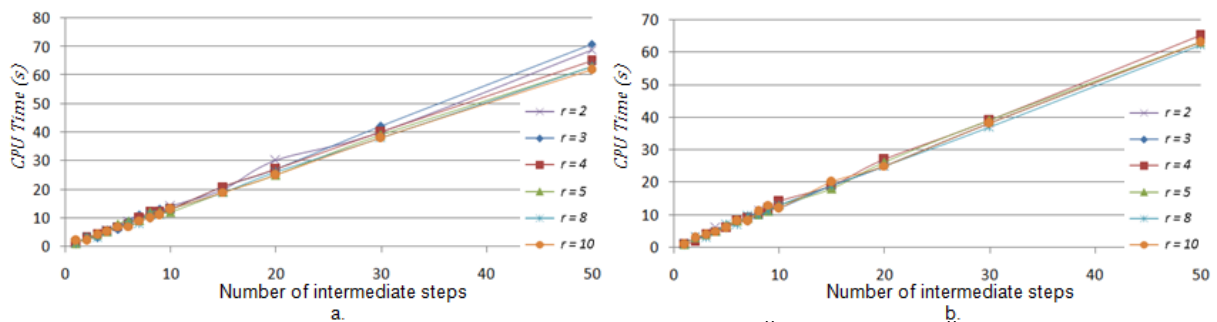 80
70
60
50
40
30
20
10
0
CPU Time (s)
0 10 20 30 40 50
Number of intermediate steps
a.
r = 2
r = 3
r = 4
r = 5
r = 8
r = 10
70
60
50
40
30
20
10
0
CPU Time (s)
0 10 20 30 40 50
Number of intermediate steps
b.
r = 2
r = 3
r = 4
r = 5
r = 8
r = 10